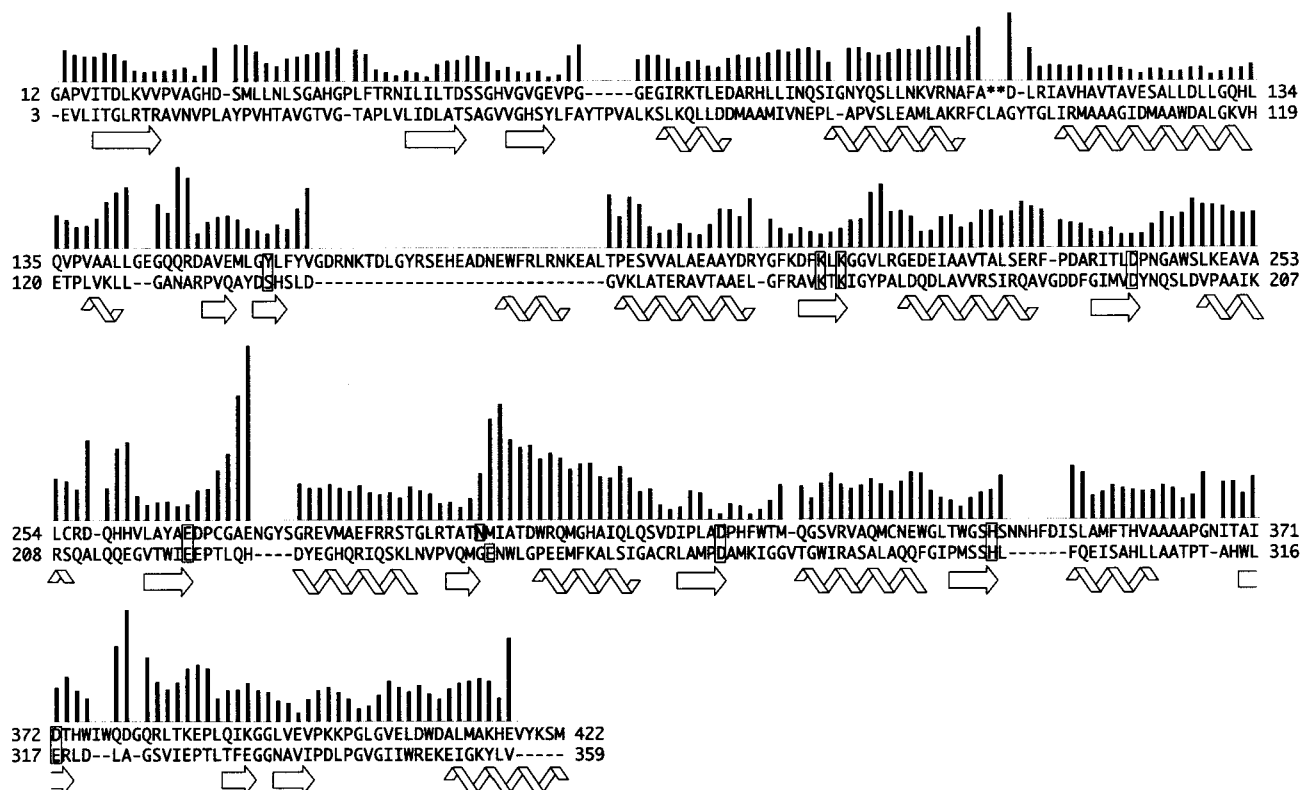 12 GAPVITDLKVVPVAGHD-SMLLNLSGAHGPLFTRNILILTDSSGHVGVGEVPG-----GEGIRKTLEDARHLLINQSIGNYQSLLNKVRNAFA**D-LRIAVHAVTAVESALLDLLGQHL 134
3 -EVLITGLRTRAVNVPLAYPVHTAVGTVG-TAPLVLIDLATSAGVVGHSYLFAYTPVALKSLKQLLDDMAAMIVNEPL-APVSLEAMLAKRFCLAGYTGLIRMAAAGIDMAAWDALGKVH 119
135 QVPVAALLGEGQQRDAVEMLGYLFYVGDRNKTDLGYRSEHEADNEWFRLRNKEALTPESVVALAEAAYDRYGFKDFKLKGGVLRGEDEIAAVTALSERF-PDARITLDPNGAWSLKEAVA 253
120 ETPLVKLL--GANARPVQAYDSHSLD--------------------------------GVKLATERAVTAAEL-GFRAVKTKIGYPALDQDLAVVRSIRQAVGDDFGIMVDYNQSLDVPAAIK 207
254 LCRD-QHHVLAYAEDPCGAENGYSGREVMAEFRRSTGLRTATNMIATDWRQMGHAIQLQSVDIPLADPHFWTM-QGSVRVAQMCNEWGLTWGSHSNNHFDISLAMFTHVAAAAPGNITAI 371
208 RSQALQQEGVTWIEEPTLQH----DYEGHQRIQSKLNVPVQMGENWLGPEEMFKALSIGACRLAMPDAMKIGGVTGWIRASALAQQFGIPMSSHL------FQEISAHLLAATPT-AHWL 316
372 DTHWIWQDGQRLTKEPLQIKGGLVEVPKKPGLGVELDWDALMAKHEVYKSM 422
317 ERLD--LA-GSVIEPTLTFEGGNAVIPDLPGVGIIWREKEIGKYLV----- 359